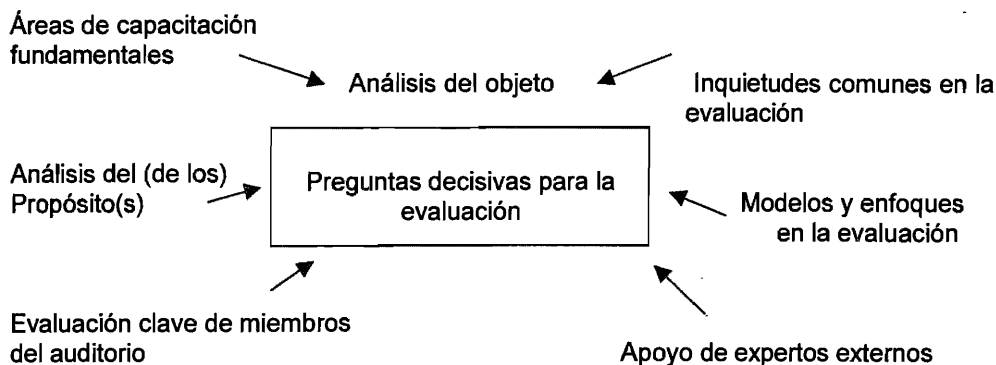 Áreas de capacitación
fundamentales
Análisis del objeto
Inquietudes comunes en la
evaluación
Análisis del (de los)
Propósito(s)
Preguntas decisivas para la
evaluación
Modelos y enfoques
en la evaluación
Evaluación clave de miembros
del auditorio
Apoyo de expertos externos